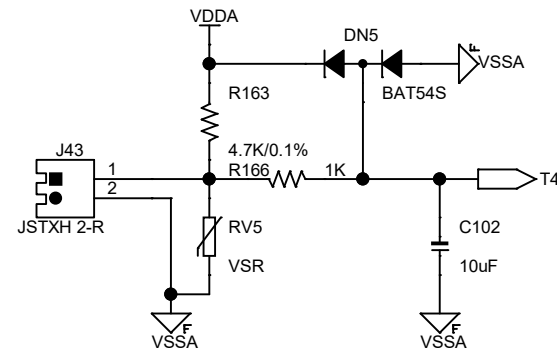 VDDA
DN5
F
VSSA
R163
BAT54S
J43
4.7K/0.1%
1
R166
1K
T4
2
JSTXH 2-R
RV5
C102
VSR
10uF
F
F
VSSA
VSSA